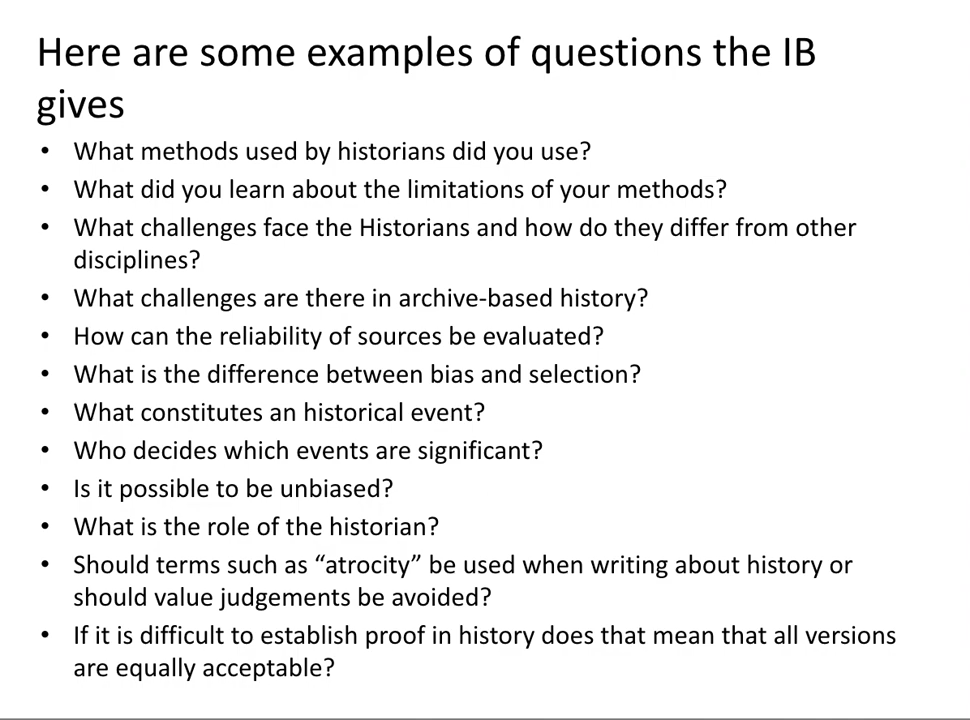 Here are some examples of questions the IB
gives
• What methods used by historians did you use?
• What did you learn about the limitations of your methods?
• What challenges face the Historians and how do they differ from other
disciplines?
• What challenges are there in archive-based history?
• How can the reliability of sources be evaluated?
• What is the difference between bias and selection?
• What constitutes an historical event?
• Who decides which events are significant?
• Is it possible to be unbiased?
• What is the role of the historian?
• Should terms such as “atrocity” be used when writing about history or
should value judgements be avoided?
• If it is difficult to establish proof in history does that mean that all versions
are equally acceptable?